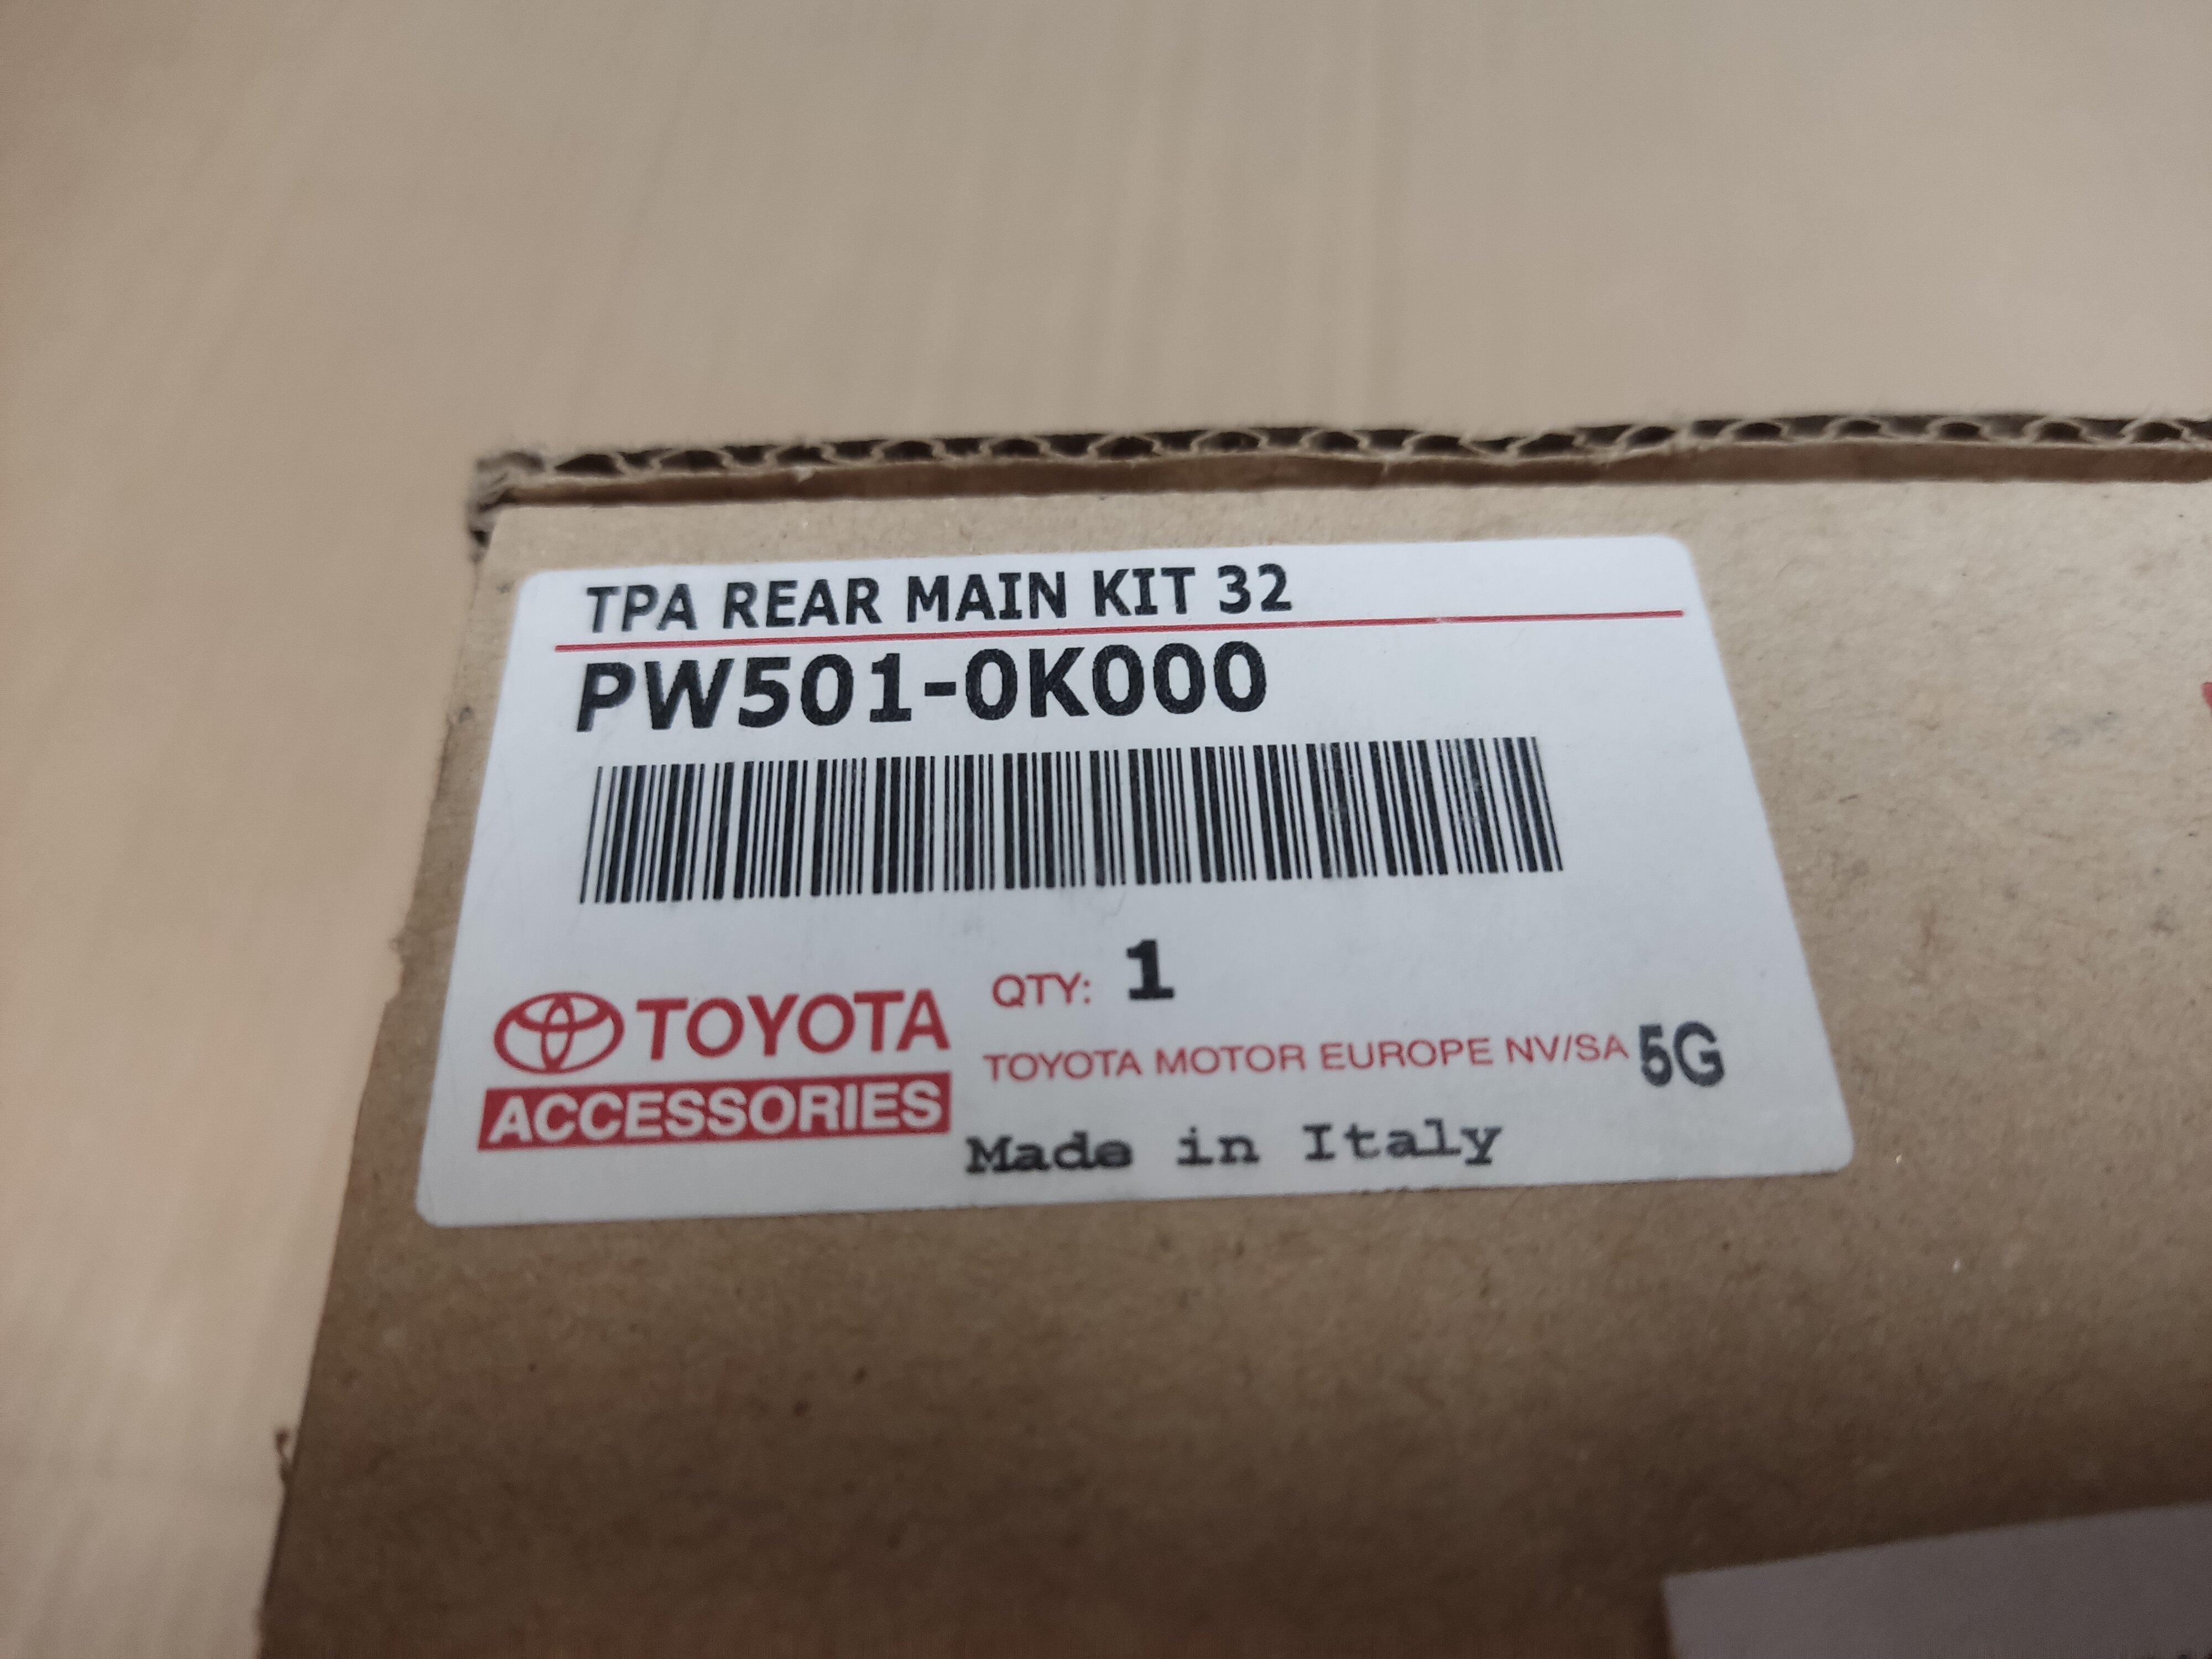 TPA REAR MAIN KIT 32
PW501-0K000
QTY: 1
TOYOTA
TOYOTA MOTOR EUROPE NV/SA 5G
ACCESSORIES
Made in Italy